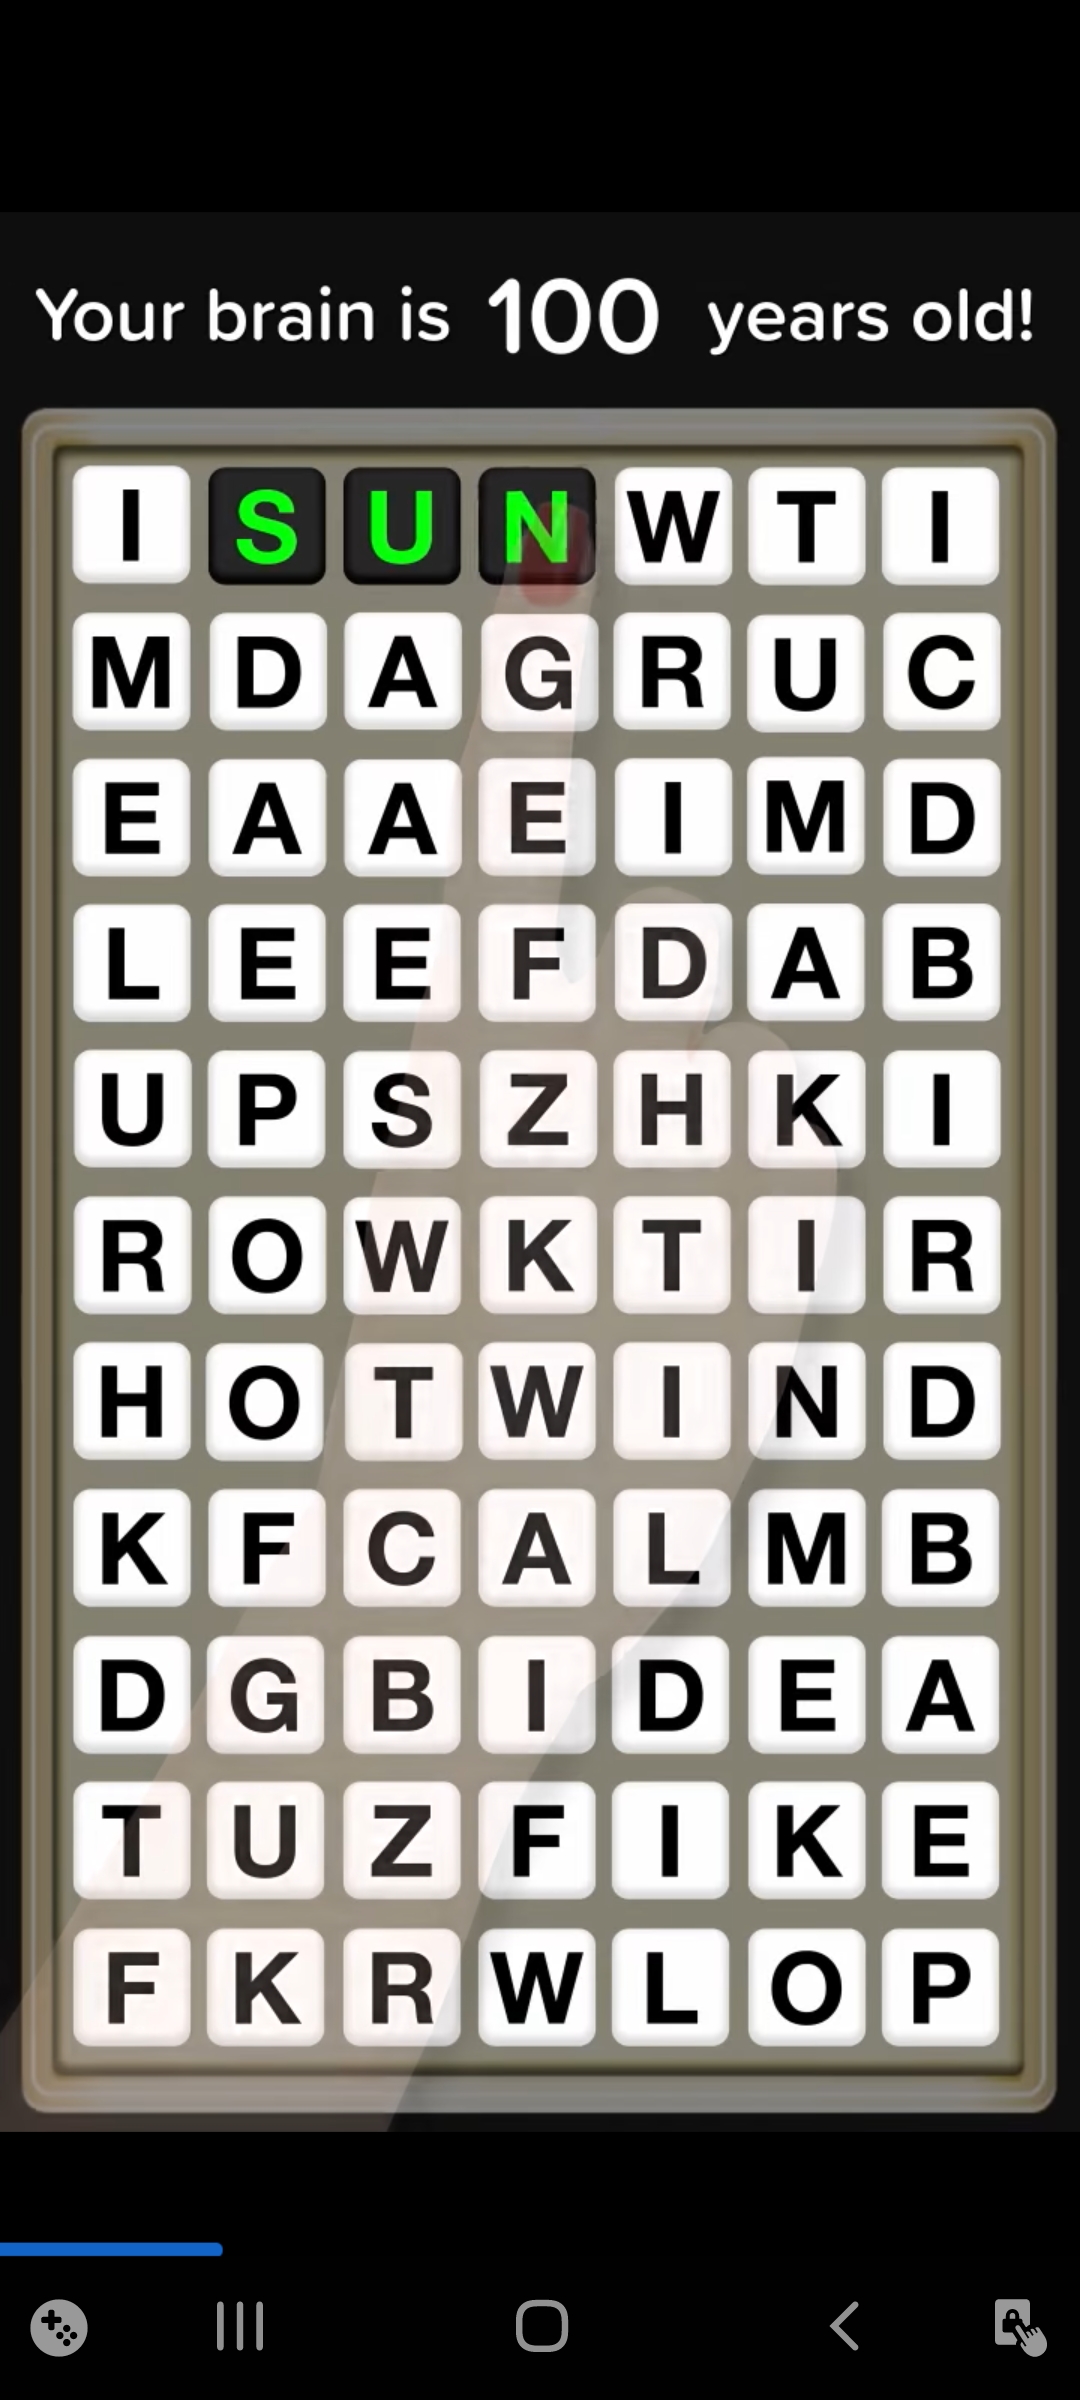 Your brain is 100 years old!
I S U N W T I
M D A G R U C
E A A E I M D
L E E F D A B
U P S Z H K I
R O W K T I R
H O T W I N D
K F C A L M B
D G B I D E A
T U Z F I K E
F K R W L O P